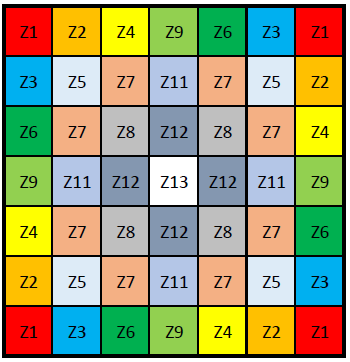 Z1 Z2 Z4 Z9 Z6 Z3 Z1
Z3 Z5 Z7 Z11 Z7 Z5 Z2
Z6 Z7 Z8 Z12 Z8 Z7 Z4
Z9 Z11 Z12 Z13 Z12 Z11 Z9
Z4 Z7 Z8 Z12 Z8 Z7 Z6
Z2 Z5 Z7 Z11 Z7 Z5 Z3
Z1 Z3 Z6 Z9 Z4 Z2 Z1